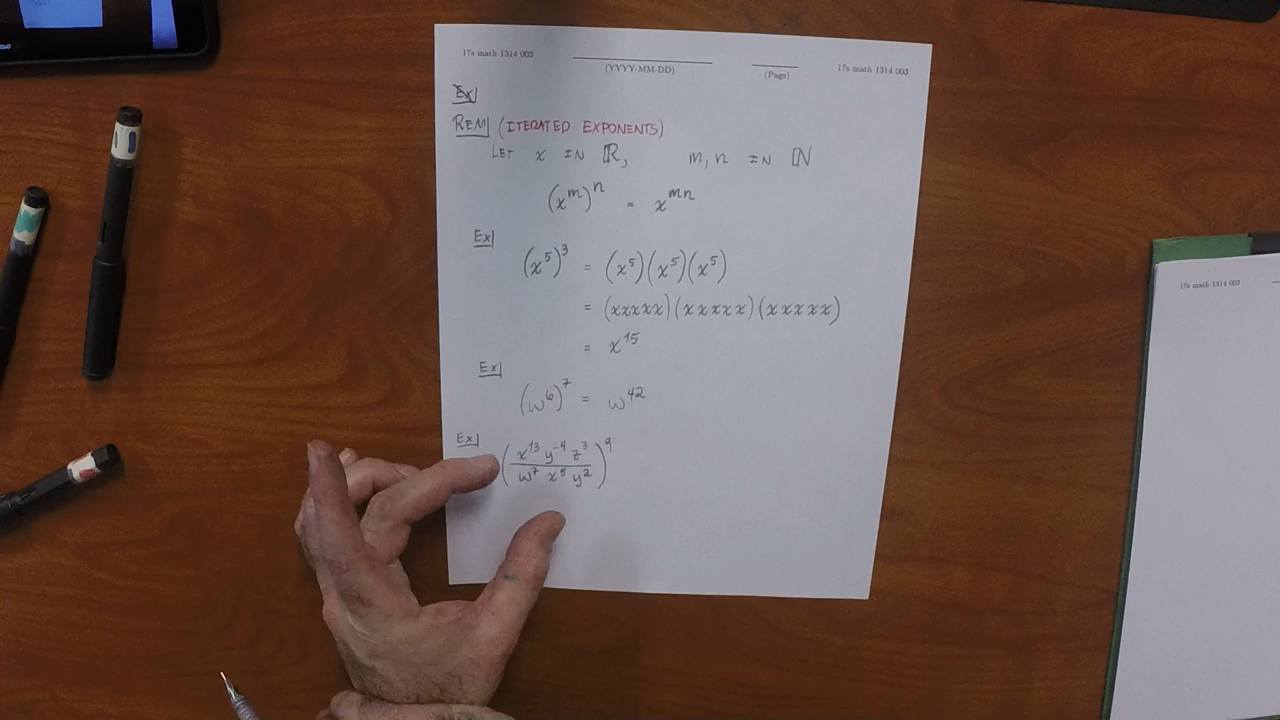 17s math 1314 003 (YYYY-MM-DD) (Page) 17s math 1314 003
Ex
REM (ITERATED EXPONENTS)
LET x IN ℝ, m, n IN ℕ
(x^m)^n = x^{mn}
Ex
(x^5)^3 = (x^5)(x^5)(x^5)
= (xxxxx)(xxxxx)(xxxxx)
= x^{15}
Ex
(w^6)^7 = w^{42}
Ex
(x^{13} y^{-4} z^3 / w^7 x^5 y^2)^9
17s math 1314 003